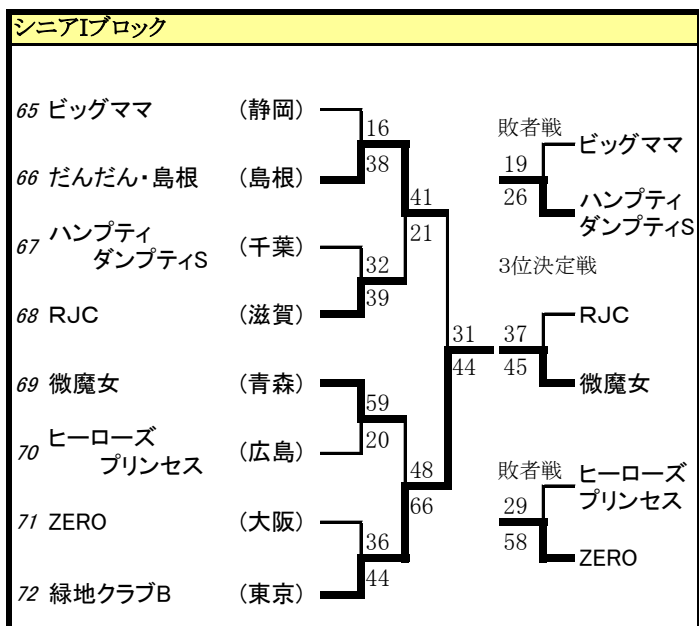 シニアIブロック
65 ビッグママ (静岡)
16
敗者戦
ビッグママ
66 だんだん・島根 (島根)
38
19
26
ハンプティ
ダンプティS
41
21
67 ハンプティ
ダンプティS (千葉)
32
39
3位決定戦
68 RJC (滋賀)
RJC
31
44
37
45
69 微魔女 (青森)
微魔女
59
20
70 ヒーローズ
プリンセス (広島)
48
66
敗者戦
ヒーローズ
プリンセス
29
58
71 ZERO (大阪)
36
44
ZERO
72 緑地クラブB (東京)